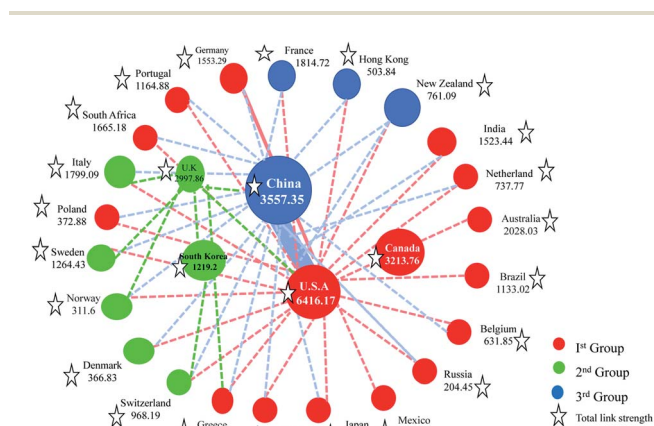 Germany
1553.29
France
1814.72
Hong Kong
503.84
Portugal
1164.88
New Zealand
761.09
South Africa
1665.18
India
1523.44
Italy
1799.09
U.K
2997.86
China
3557.35
Netherland
737.77
Poland
372.88
Australia
2028.03
Sweden
1264.43
South Korea
1219.2
Canada
3213.76
U.S.A
6416.17
Brazil
1133.02
Norway
311.6
Belgium
631.85
Denmark
366.83
Russia
204.45
Switzerland
968.19
Greece
Japan
Mexico
Ist Group
2nd Group
3rd Group
Total link strength